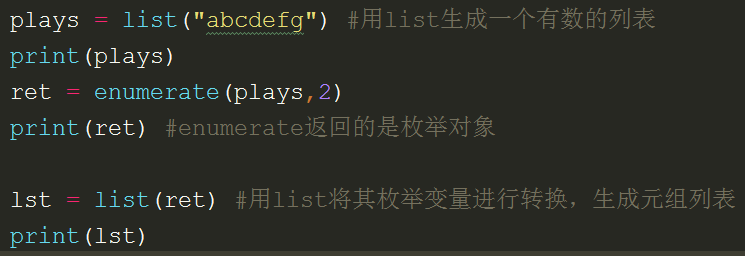 plays = list("abcdefg") #用list生成一个有数的列表
print(plays)
ret = enumerate(plays,2)
print(ret) #enumerate返回的是枚举对象
lst = list(ret) #用list将其枚举变量进行转换，生成元组列表
print(lst)